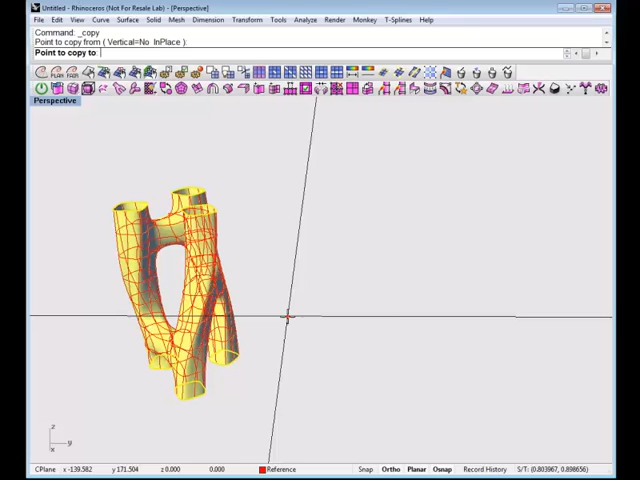 Untitled - Rhinoceros (Not For Resale Lab) - [Perspective]
File Edit View Curve Surface Solid Mesh Dimension Transform Tools Analyze Render Monkey T-Splines Help
Command: _copy
Point to copy from ( Vertical=No InPlace ):
Point to copy to
Perspective
z
y
x
CPlane x -139.582 y 171.504 z 0.000 0.000 Reference Snap Ortho Planar Osnap Record History S/T: (0.803967, 0.898656)